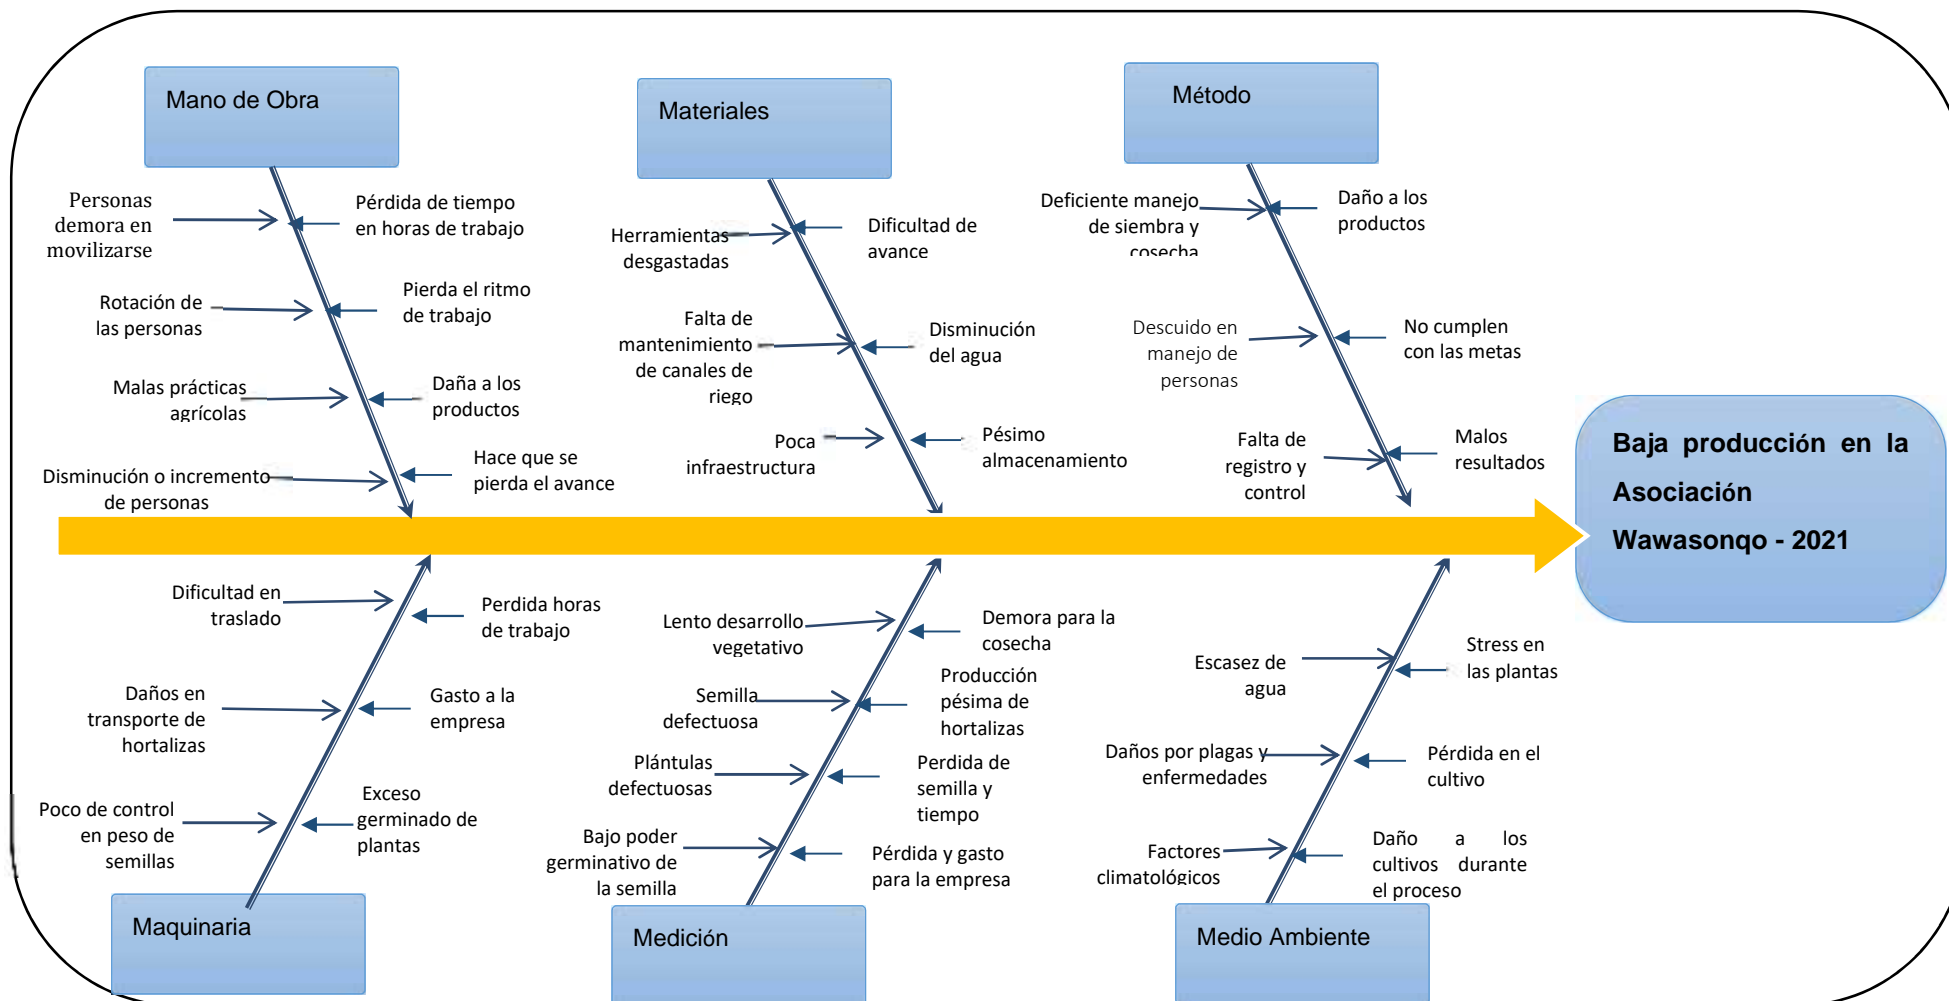 Mano de Obra
Materiales
Método
Personas
demora en
movilizarse
Pérdida de tiempo
en horas de trabajo
Rotación de
las personas
Pierda el ritmo
de trabajo
Malas prácticas
agrícolas
Daña a los
productos
Disminución o incremento
de personas
Hace que se
pierda el avance
Herramientas
desgastadas
Dificultad de
avance
Falta de
mantenimiento
de canales de
riego
Disminución
del agua
Poca
infraestructura
Pésimo
almacenamiento
Deficiente manejo
de siembra y
cosecha
Daño a los
productos
Descuido en
manejo de
personas
No cumplen
con las metas
Falta de
registro y
control
Malos
resultados
Baja producción en la
Asociación
Wawasonqo - 2021
Dificultad en
traslado
Perdida horas
de trabajo
Daños en
transporte de
hortalizas
Gasto a la
empresa
Poco de control
en peso de
semillas
Exceso
germinado de
plantas
Lento desarrollo
vegetativo
Demora para la
cosecha
Semilla
defectuosa
Producción
pésima de
hortalizas
Plántulas
defectuosas
Perdida de
semilla y
tiempo
Bajo poder
germinativo de
la semilla
Pérdida y gasto
para la empresa
Escasez de
agua
Stress en
las plantas
Daños por plagas y
enfermedades
Pérdida en el
cultivo
Factores
climatológicos
Daño a los
cultivos durante
el proceso
Maquinaria
Medición
Medio Ambiente